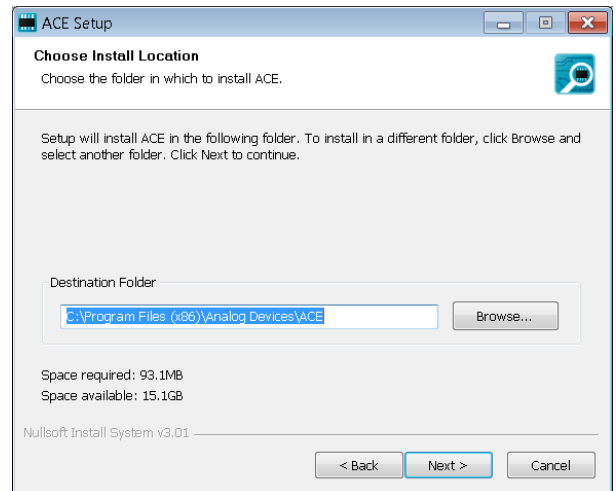 ACE Setup
Choose Install Location
Choose the folder in which to install ACE.
Setup will install ACE in the following folder. To install in a different folder, click Browse and
select another folder. Click Next to continue.
Destination Folder
C:\Program Files (x86)\Analog Devices\ACE
Browse...
Space required: 93.1MB
Space available: 15.1GB
Nullsoft Install System v3.01
< Back
Next >
Cancel